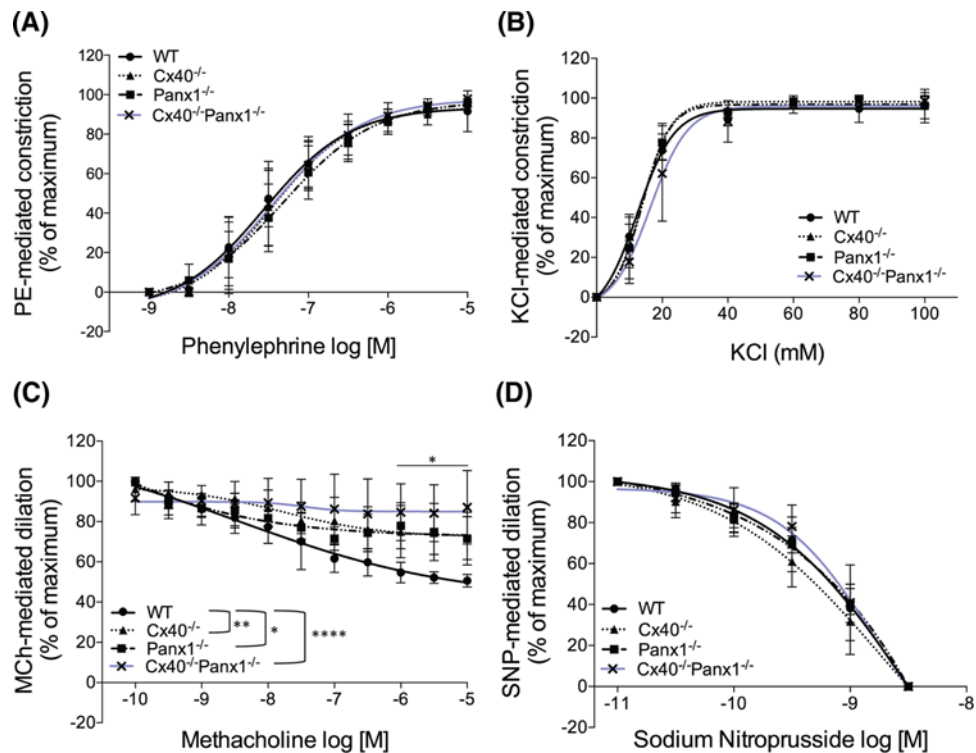 (A)
WT
Cx40-/-
Panx1-/-
Cx40-/-Panx1-/-
PE-mediated constriction
(% of maximum)
120
100
80
60
40
20
0
-20
-9
-8
-7
-6
-5
Phenylephrine log [M]
(B)
KCl-mediated constriction
(% of maximum)
120
100
80
60
40
20
0
-20
20
40
60
80
100
WT
Cx40-/-
Panx1-/-
Cx40-/-Panx1-/-
KCl (mM)
(C)
MCh-mediated dilation
(% of maximum)
120
100
80
60
40
20
0
-20
*
WT
Cx40-/-
Panx1-/-
Cx40-/-Panx1-/-
**
*
****
-10
-9
-8
-7
-6
-5
Methacholine log [M]
(D)
SNP-mediated dilation
(% of maximum)
120
100
80
60
40
20
0
-20
WT
Cx40-/-
Panx1-/-
Cx40-/-Panx1-/-
-11
-10
-9
-8
Sodium Nitroprusside log [M]